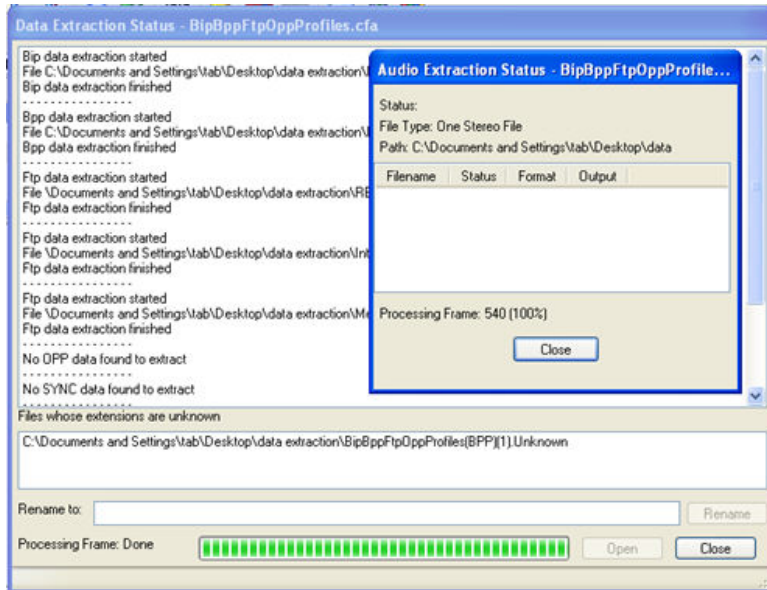 Data Extraction Status - BipBppFtpOppProfiles.cfa
Bip data extraction started
File C:\Documents and Settings\tab\Desktop\data extraction\
Bip data extraction finished
- - - - - - - - - - - - - - - -
Bpp data extraction started
File C:\Documents and Settings\tab\Desktop\data extraction\
Bpp data extraction finished
- - - - - - - - - - - - - - - -
Ftp data extraction started
File \Documents and Settings\tab\Desktop\data extraction\RE
Ftp data extraction finished
- - - - - - - - - - - - - - - -
Ftp data extraction started
File \Documents and Settings\tab\Desktop\data extraction\Int
Ftp data extraction finished
- - - - - - - - - - - - - - - -
Ftp data extraction started
File \Documents and Settings\tab\Desktop\data extraction\Me
Ftp data extraction finished
- - - - - - - - - - - - - - - -
No OPP data found to extract
- - - - - - - - - - - - - - - -
No SYNC data found to extract
- - - - - - - - - - - - - - - -
Audio Extraction Status - BipBppFtpOppProfile...
Status:
File Type: One Stereo File
Path: C:\Documents and Settings\tab\Desktop\data
Filename Status Format Output
Processing Frame: 540 (100%)
Close
Files whose extensions are unknown
C:\Documents and Settings\tab\Desktop\data extraction\BipBppFtpOppProfiles(BPP)(1).Unknown
Rename to: Rename
Processing Frame: Done Open Close